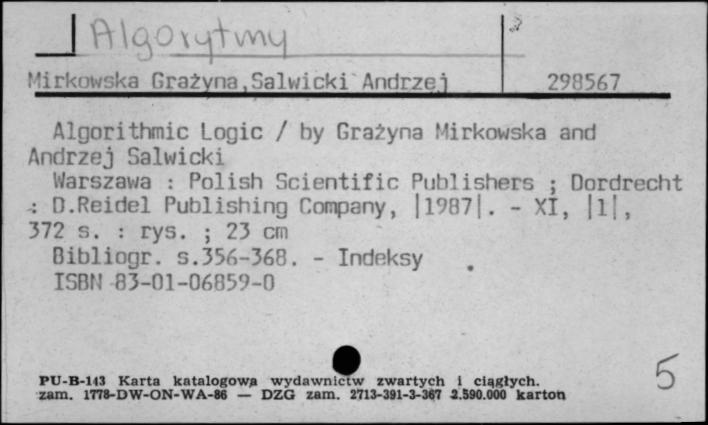 Algorytmy
Mirkowska Grażyna,Salwicki Andrzej 298567
Algorithmic Logic / by Grażyna Mirkowska and
Andrzej Salwicki
Warszawa : Polish Scientific Publishers ; Dordrecht
: D.Reidel Publishing Company, |1987|. - XI, |1|,
372 s. : rys. ; 23 cm
Bibliogr. s.356-368. - Indeksy
ISBN 83-01-06859-0
5
PU-B-143 Karta katalogowa wydawnictw zwartych i ciągłych.
zam. 1778-DW-ON-WA-86 — DZG zam. 2713-391-3-367 2.590.000 karton